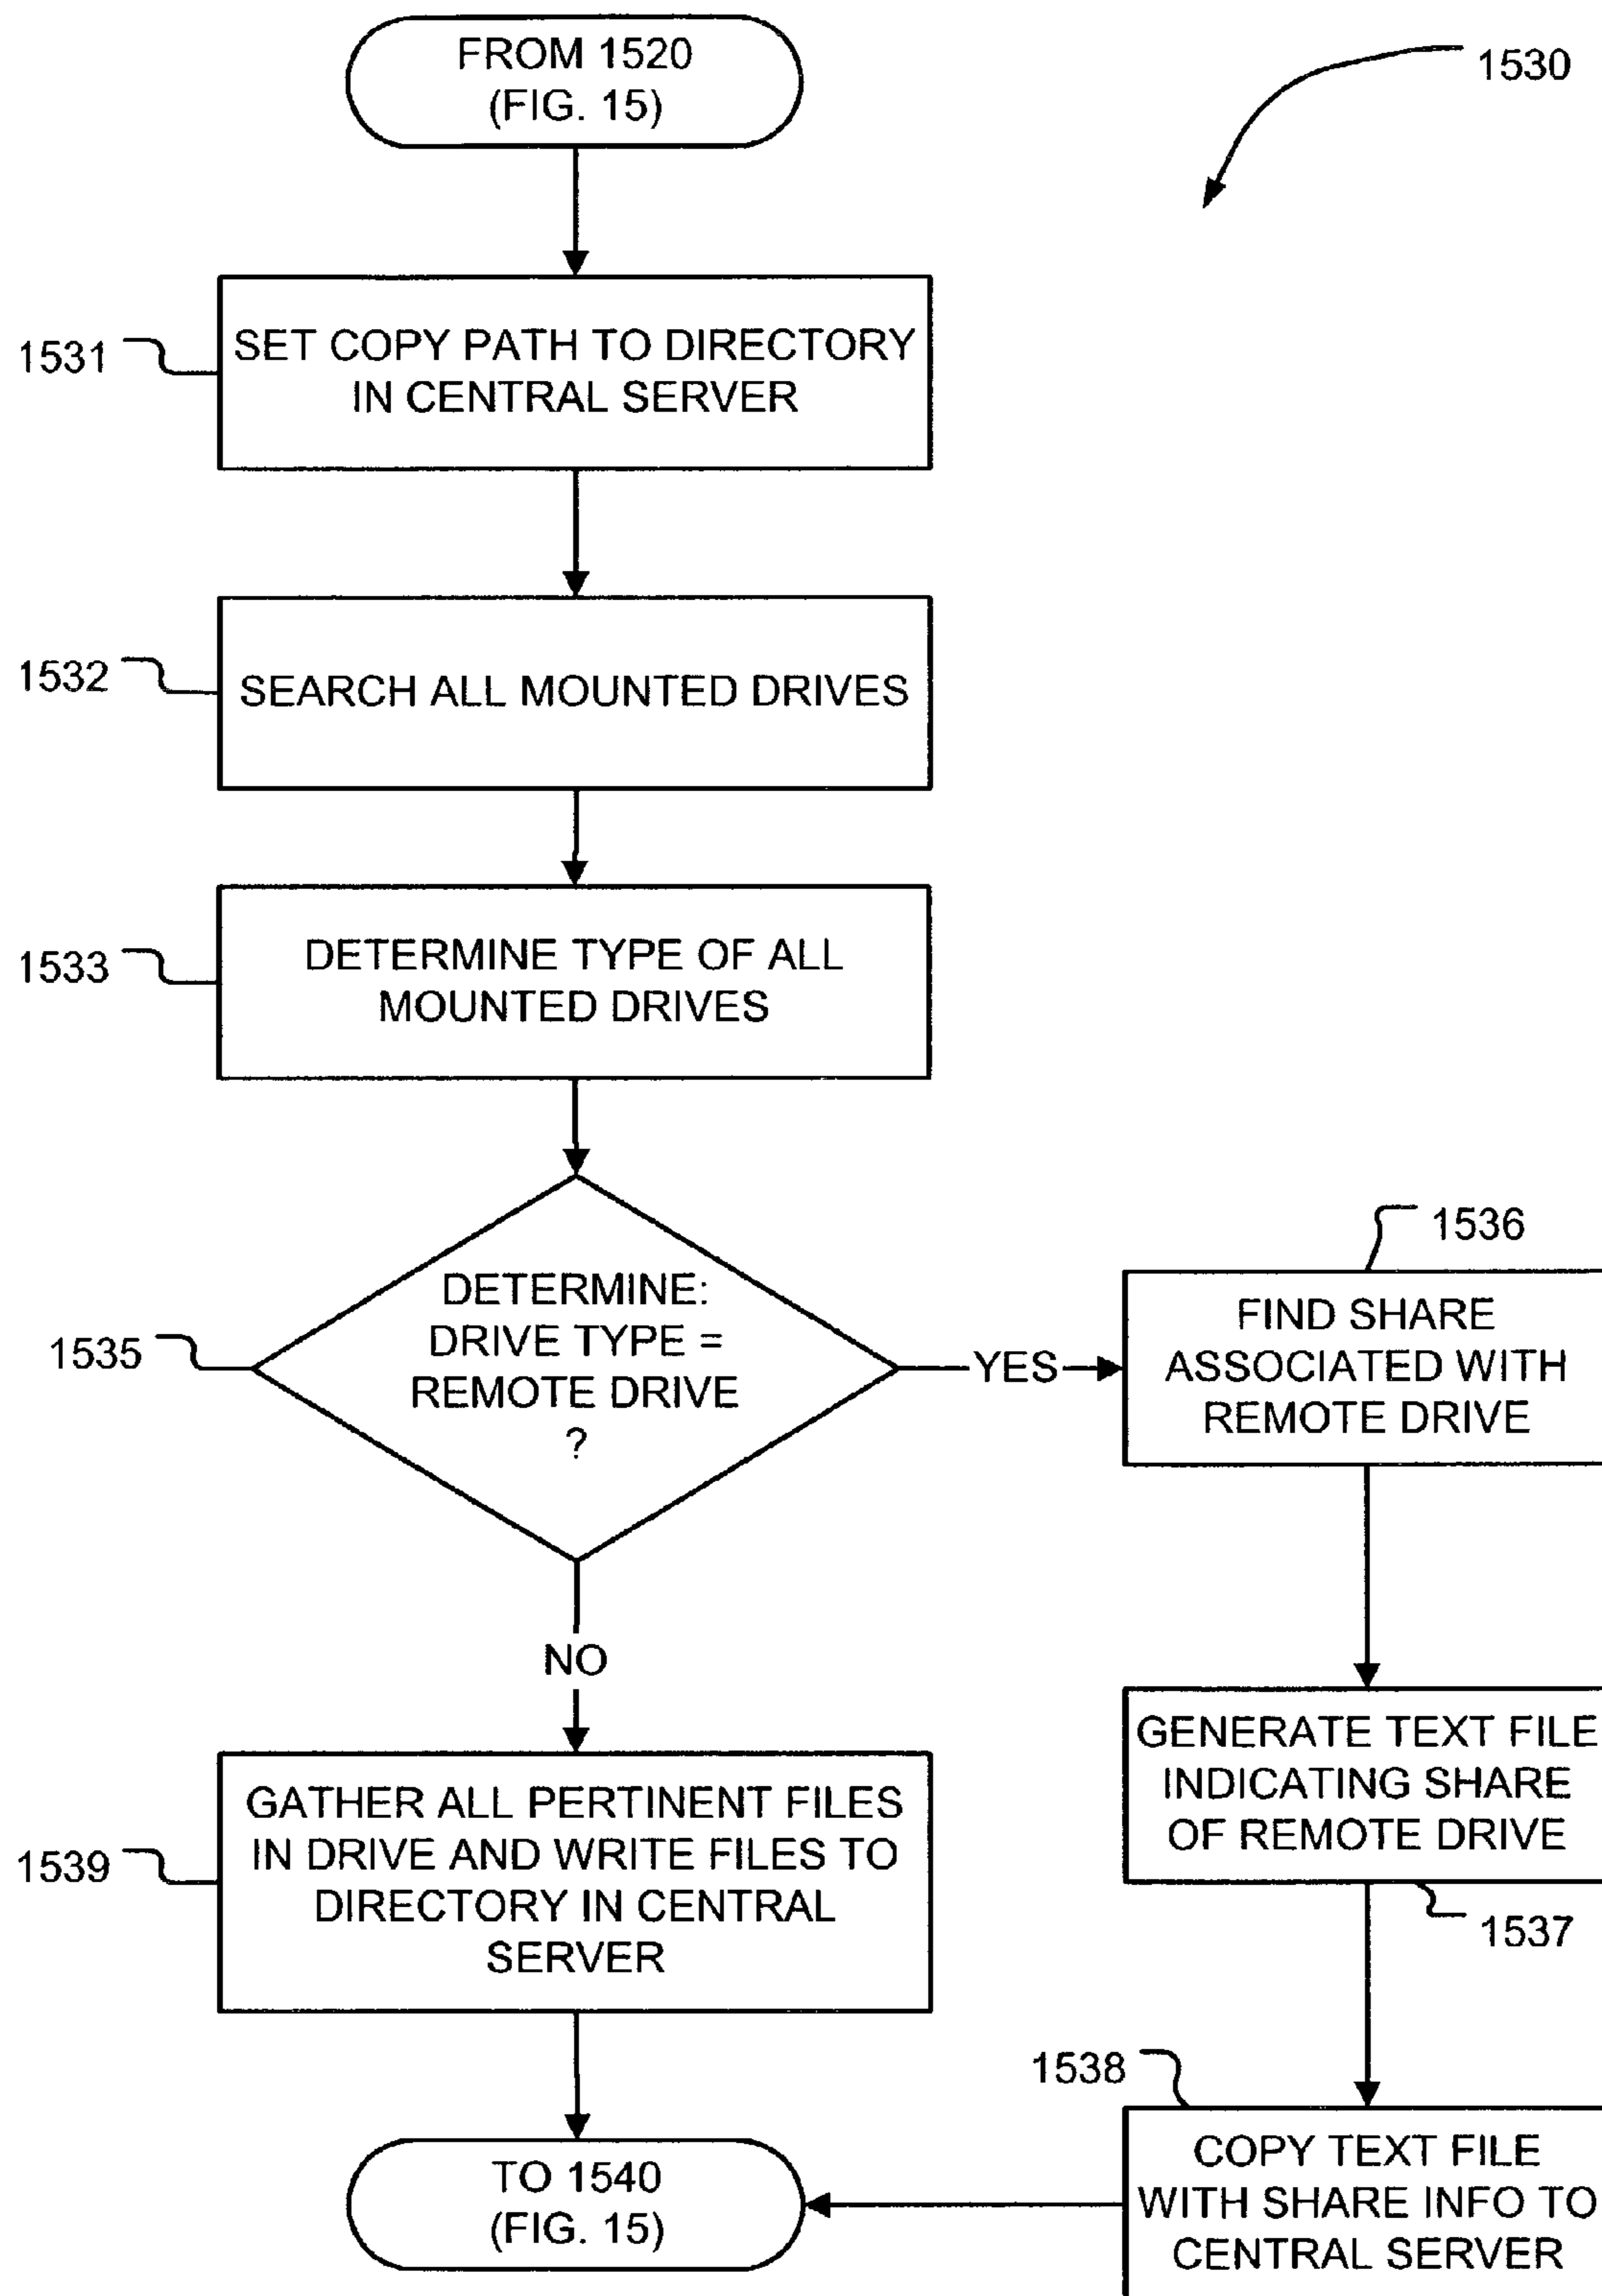 FROM 1520
(FIG. 15)
1530
1531
SET COPY PATH TO DIRECTORY
IN CENTRAL SERVER
1532
SEARCH ALL MOUNTED DRIVES
1533
DETERMINE TYPE OF ALL
MOUNTED DRIVES
1535
DETERMINE:
DRIVE TYPE =
REMOTE DRIVE
?
YES
1536
FIND SHARE
ASSOCIATED WITH
REMOTE DRIVE
NO
GENERATE TEXT FILE
INDICATING SHARE
OF REMOTE DRIVE
1537
1539
GATHER ALL PERTINENT FILES
IN DRIVE AND WRITE FILES TO
DIRECTORY IN CENTRAL
SERVER
1538
COPY TEXT FILE
WITH SHARE INFO TO
CENTRAL SERVER
TO 1540
(FIG. 15)